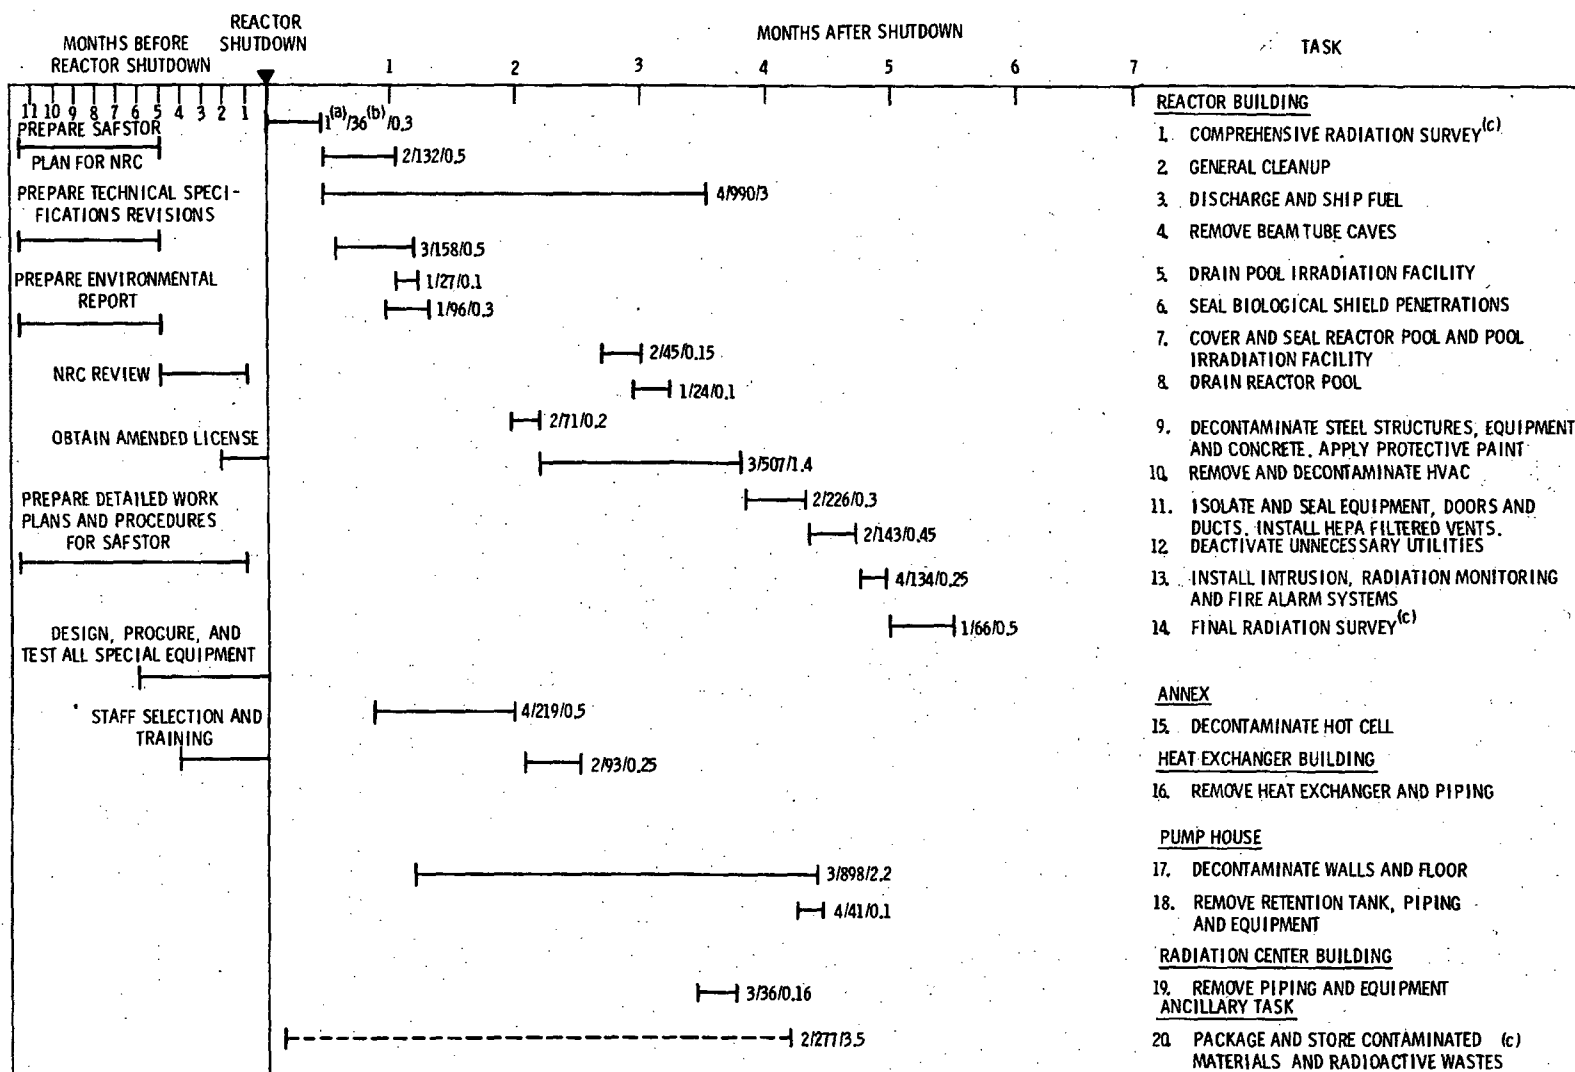 REACTOR
SHUTDOWN
MONTHS BEFORE
REACTOR SHUTDOWN
MONTHS AFTER SHUTDOWN
TASK
1 2 3 4 5 6 7
11 10 9 8 7 6 5 4 3 2 1
PREPARE SAFSTOR
PLAN FOR NRC
PREPARE TECHNICAL SPECI-
FICATIONS REVISIONS
PREPARE ENVIRONMENTAL
REPORT
NRC REVIEW
OBTAIN AMENDED LICENSE
PREPARE DETAILED WORK
PLANS AND PROCEDURES
FOR SAFSTOR
DESIGN, PROCURE, AND
TEST ALL SPECIAL EQUIPMENT
STAFF SELECTION AND
TRAINING
1(a)/36(b)/0.3
2/132/0.5
4/990/3
3/158/0.5
1/27/0.1
1/96/0.3
2/45/0.15
1/24/0.1
2/71/0.2
3/507/1.4
2/226/0.3
2/143/0.45
4/134/0.25
1/66/0.5
4/219/0.5
2/93/0.25
3/898/2.2
4/41/0.1
3/36/0.16
2/277/3.5
REACTOR BUILDING
1. COMPREHENSIVE RADIATION SURVEY(c)
2. GENERAL CLEANUP
3. DISCHARGE AND SHIP FUEL
4. REMOVE BEAM TUBE CAVES
5. DRAIN POOL IRRADIATION FACILITY
6. SEAL BIOLOGICAL SHIELD PENETRATIONS
7. COVER AND SEAL REACTOR POOL AND POOL
IRRADIATION FACILITY
8. DRAIN REACTOR POOL
9. DECONTAMINATE STEEL STRUCTURES, EQUIPMENT
AND CONCRETE. APPLY PROTECTIVE PAINT
10. REMOVE AND DECONTAMINATE HVAC
11. ISOLATE AND SEAL EQUIPMENT, DOORS AND
DUCTS. INSTALL HEPA FILTERED VENTS.
12. DEACTIVATE UNNECESSARY UTILITIES
13. INSTALL INTRUSION, RADIATION MONITORING
AND FIRE ALARM SYSTEMS
14. FINAL RADIATION SURVEY(c)
ANNEX
15. DECONTAMINATE HOT CELL
HEAT EXCHANGER BUILDING
16. REMOVE HEAT EXCHANGER AND PIPING
PUMP HOUSE
17. DECONTAMINATE WALLS AND FLOOR
18. REMOVE RETENTION TANK, PIPING
AND EQUIPMENT
RADIATION CENTER BUILDING
19. REMOVE PIPING AND EQUIPMENT
ANCILLARY TASK
20. PACKAGE AND STORE CONTAMINATED (c)
MATERIALS AND RADIOACTIVE WASTES